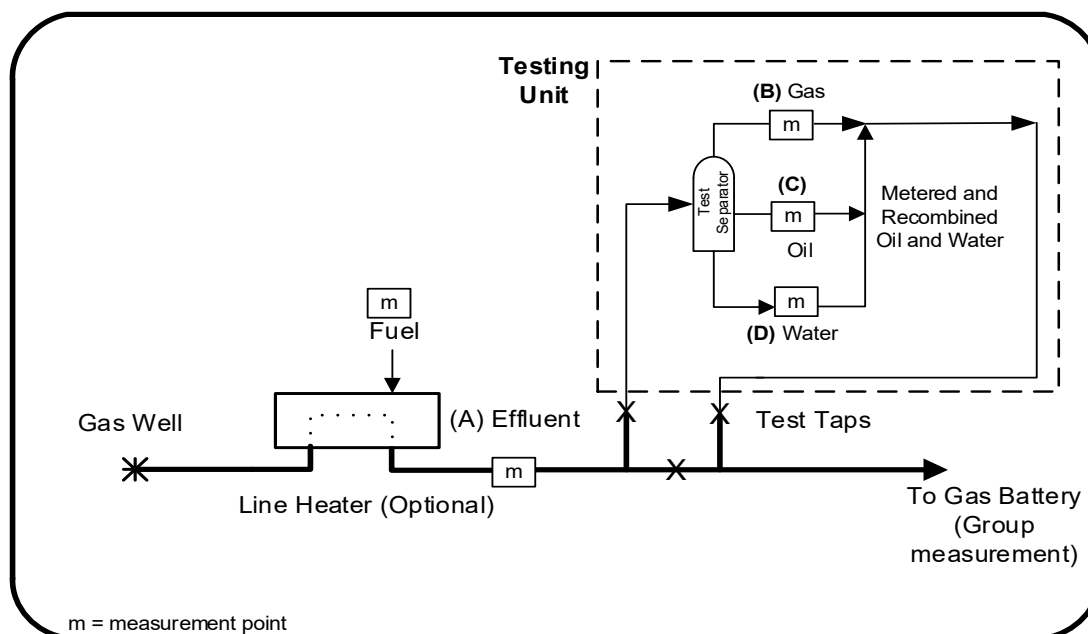 Testing
Unit
(B) Gas
m
Test
Separator
(C)
m
Oil
Metered and
Recombined
Oil and Water
m
(D) Water
m
Fuel
Gas Well
(A) Effluent
Test Taps
m
Line Heater (Optional)
To Gas Battery
(Group
measurement)
m = measurement point